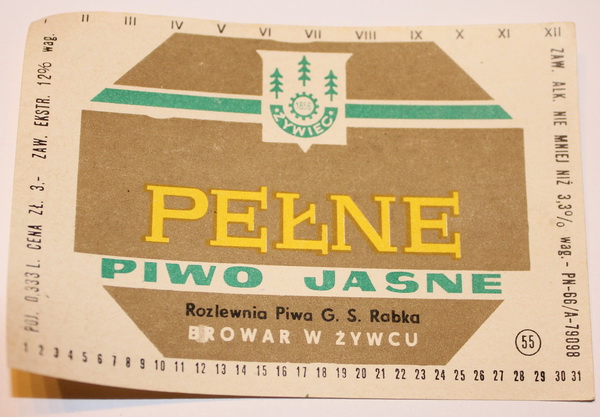 II III IV V VI VII VIII IX X XI XII
1856
ŻYWIEC
PEŁNE
PIWO JASNE
Rozlewnia Piwa G. S. Rabka
BROWAR W ŻYWCU
55
1 2 3 4 5 6 7 8 9 10 11 12 13 14 15 16 17 18 19 20 21 22 23 24 25 26 27 28 29 30 31
POJ. 0,333 L. CENA ZŁ. 3.- ZAW. EKSTR. 12% wag.
ZAW. ALK. NIE MNIEJ NIŻ 3,3% wag.- PN-66/A-79098